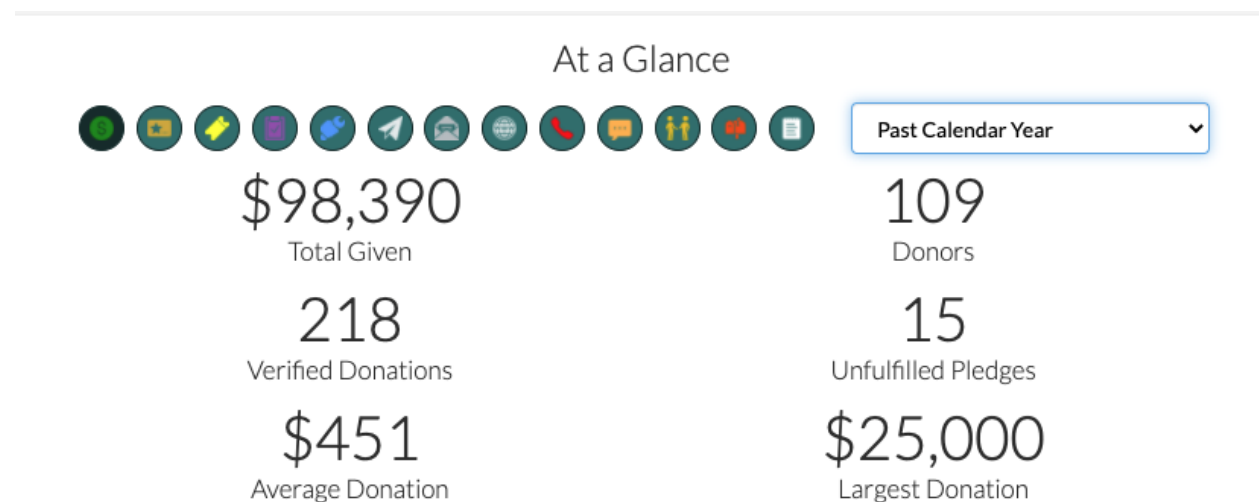 At a Glance
Past Calendar Year
$98,390
Total Given
109
Donors
218
Verified Donations
15
Unfulfilled Pledges
$451
Average Donation
$25,000
Largest Donation